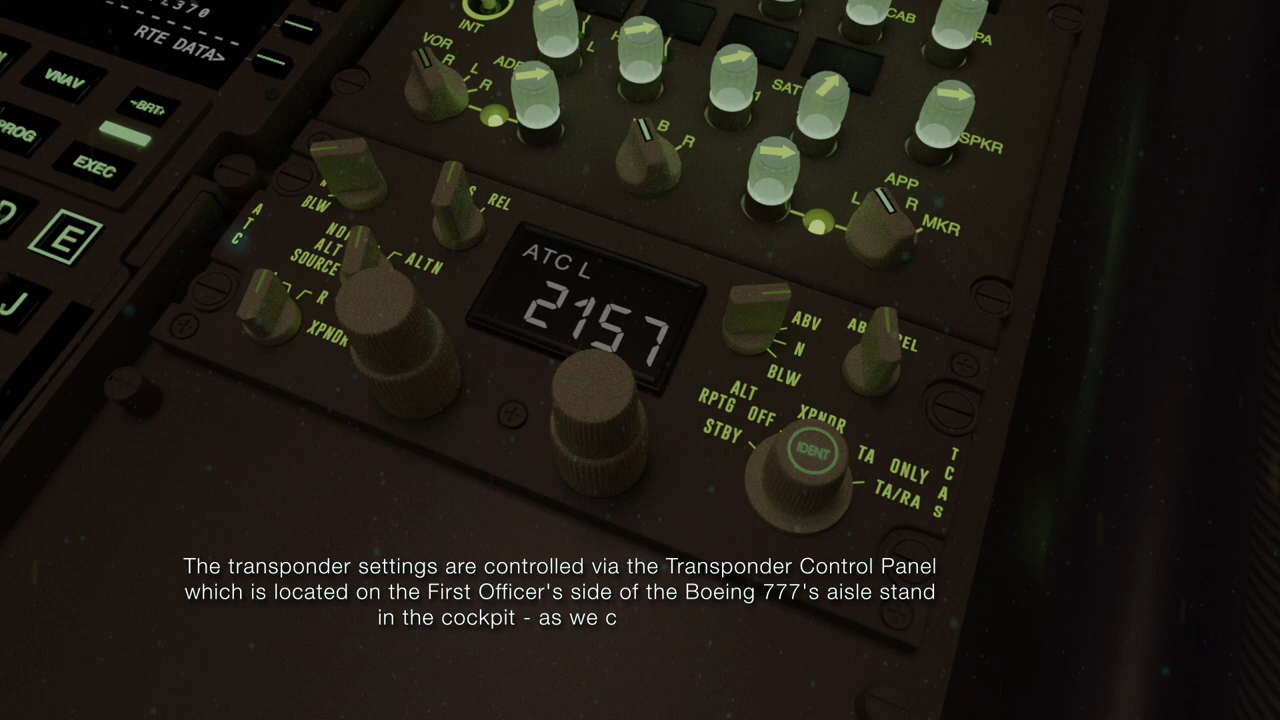 L370
RTE DATA>
VNAV
-BRT+
PROG
EXEC
E
J
INT
VOR
R
L
R
L
CAB
PA
SAT
SPKR
B
R
APP
L
R
MKR
BLW
REL
A
T
C
ALT
SOURCE
ALTN
R
XPNDR
ATC L
2157
ABV
N
BLW
ALT
RPTG OFF
XPNDR
STBY
IDENT
TA ONLY
TA/RA
T
C
A
S
The transponder settings are controlled via the Transponder Control Panel
which is located on the First Officer's side of the Boeing 777's aisle stand
in the cockpit - as we c